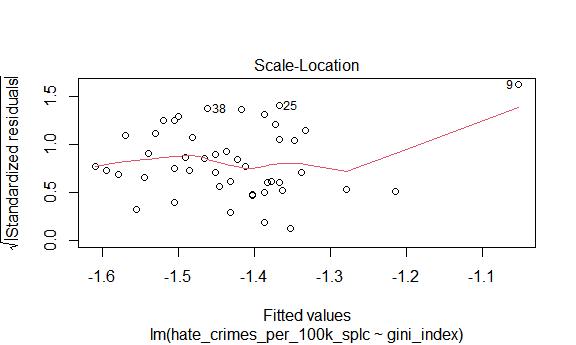 Scale-Location
√|Standardized residuals|
1.5
1.0
0.5
0.0
38
25
9
-1.6 -1.5 -1.4 -1.3 -1.2 -1.1
Fitted values
lm(hate_crimes_per_100k_splc ~ gini_index)